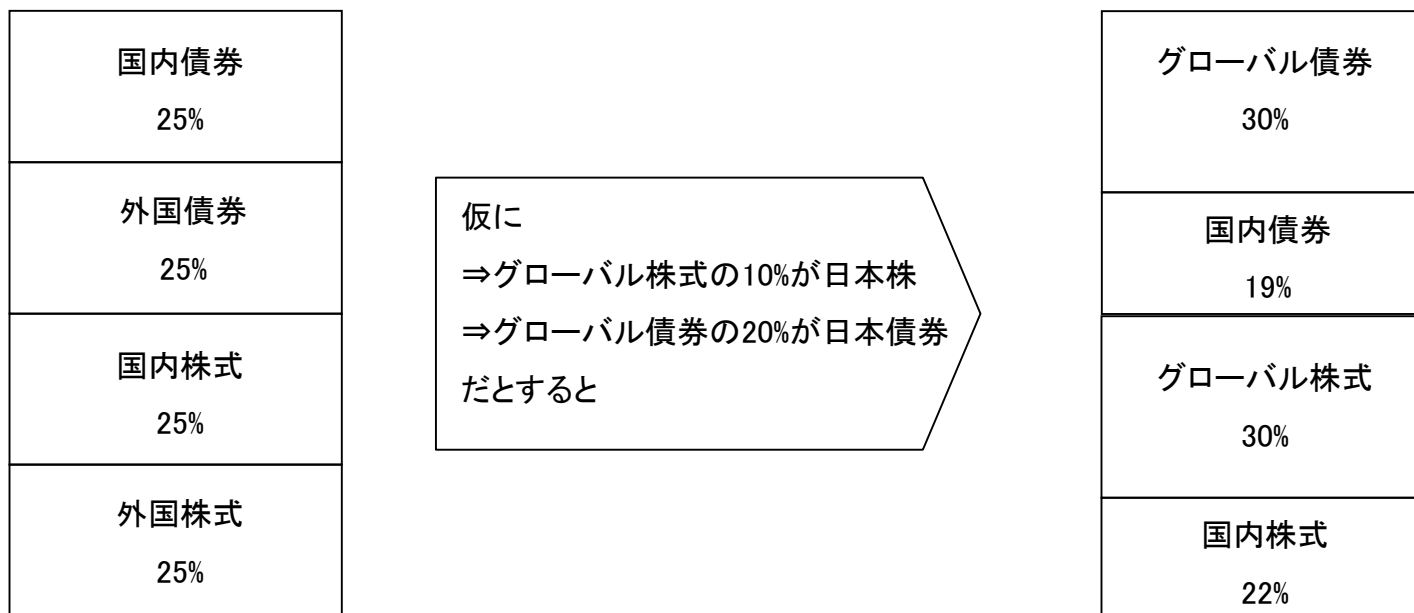 国内債券
25%
外国債券
25%
国内株式
25%
外国株式
25%
仮に
⇒グローバル株式の10%が日本株
⇒グローバル債券の20%が日本債券
だとすると
グローバル債券
30%
国内債券
19%
グローバル株式
30%
国内株式
22%